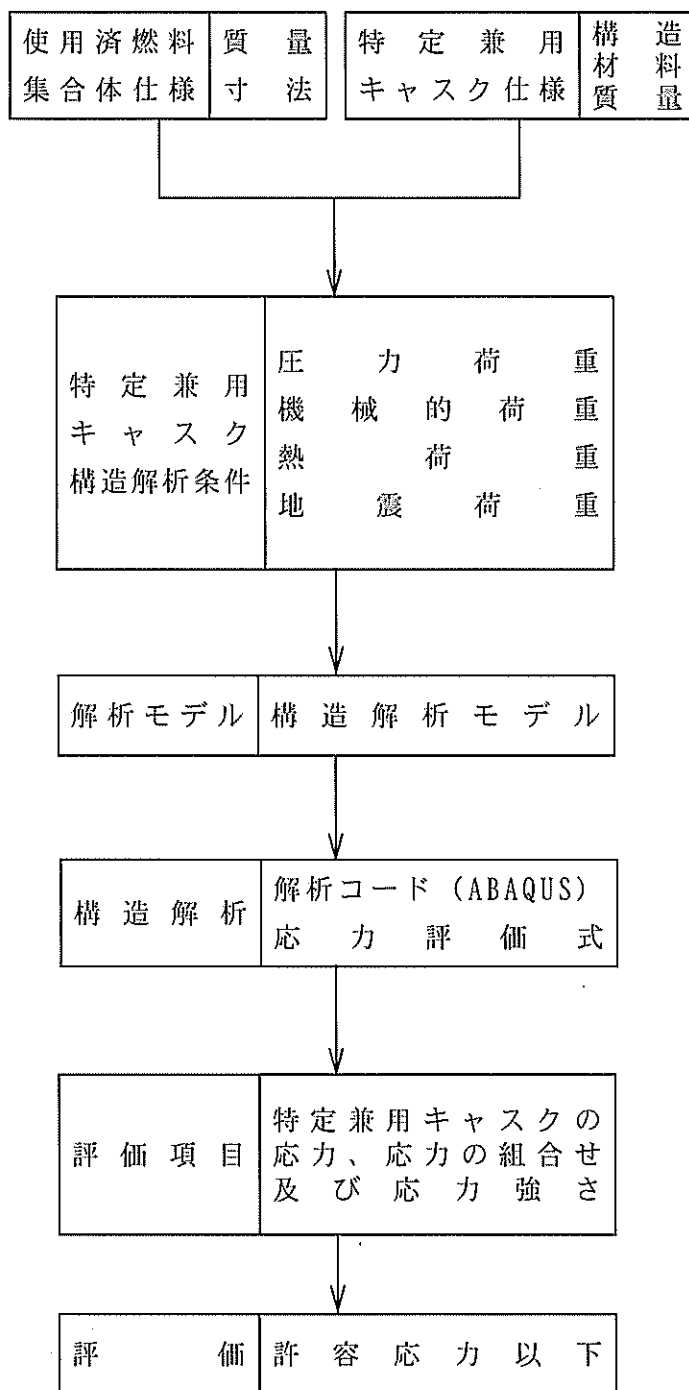 使用済燃料
集合体仕様
質量
寸法
特定兼用
キャスク仕様
構造
材料
質量
特定兼用
キャスク
構造解析条件
圧力荷重
機械的荷重
熱荷重
地震荷重
解析モデル
構造解析モデル
構造解析
解析コード（ABAQUS）
応力評価式
評価項目
特定兼用キャスクの
応力、応力の組合せ
及び応力強さ
評価
許容応力以下